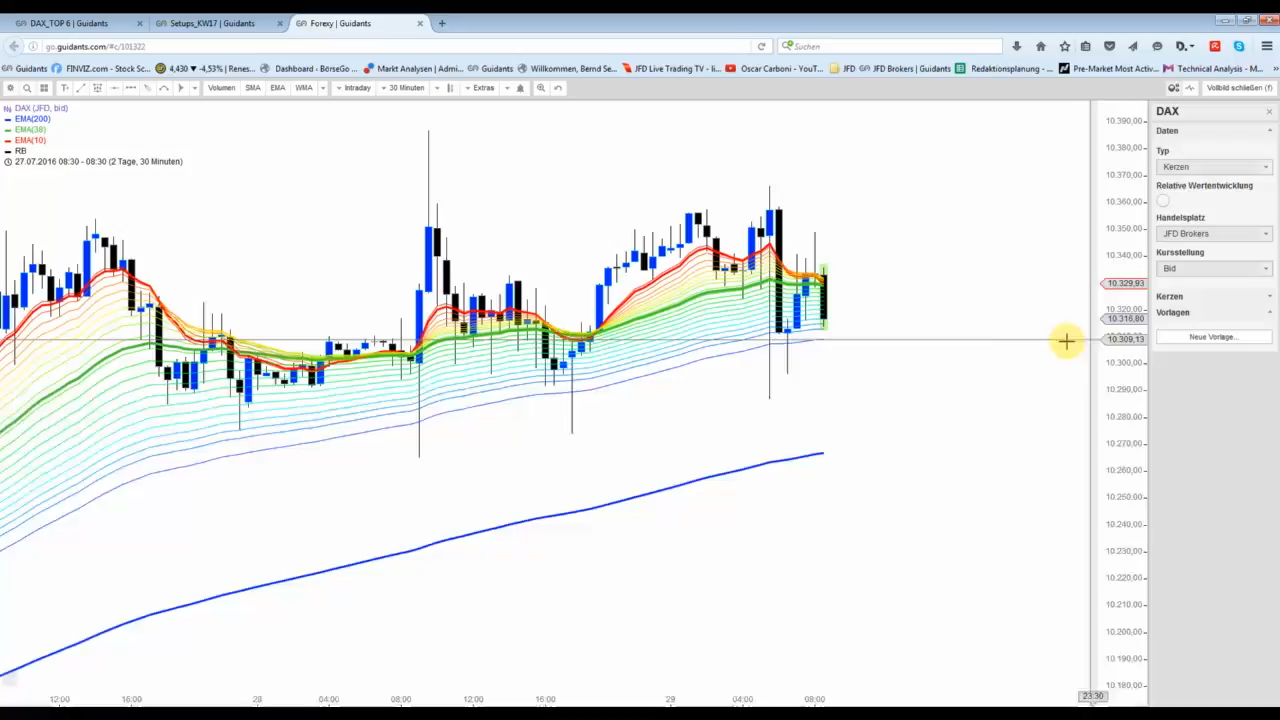 DAX_TOP 6 | Guidants
Setups_KW17 | Guidants
Forexy | Guidants
go.guidants.com/#c/101322
Suchen
Guidants
FINVIZ.com - Stock Sc...
4,430 ▼ -4,53% | Renes...
Dashboard - BörseGo ...
Markt Analysen | Admi...
Guidants
Willkommen, Bernd Se...
JFD Live Trading TV - li...
Oscar Carboni - YouT...
JFD
JFD Brokers | Guidants
Redaktionsplanung - ...
Pre-Market Most Activ...
Technical Analysis - M...
Volumen
SMA
EMA
WMA
Intraday
30 Minuten
Extras
Vollbild schließen (f)
DAX (JFD, bid)
EMA(200)
EMA(38)
EMA(10)
RB
27.07.2016 08:30 - 08:30 (2 Tage, 30 Minuten)
10.390,00
10.380,00
10.370,00
10.360,00
10.350,00
10.340,00
10.329,93
10.320,00
10.316,80
10.309,13
10.300,00
10.290,00
10.280,00
10.270,00
10.260,00
10.250,00
10.240,00
10.230,00
10.220,00
10.210,00
10.200,00
10.190,00
10.180,00
12:00
16:00
28
04:00
08:00
12:00
16:00
29
04:00
08:00
23:30
DAX
Daten
Typ
Kerzen
Relative Wertentwicklung
Handelsplatz
JFD Brokers
Kursstellung
Bid
Kerzen
Vorlagen
Neue Vorlage...